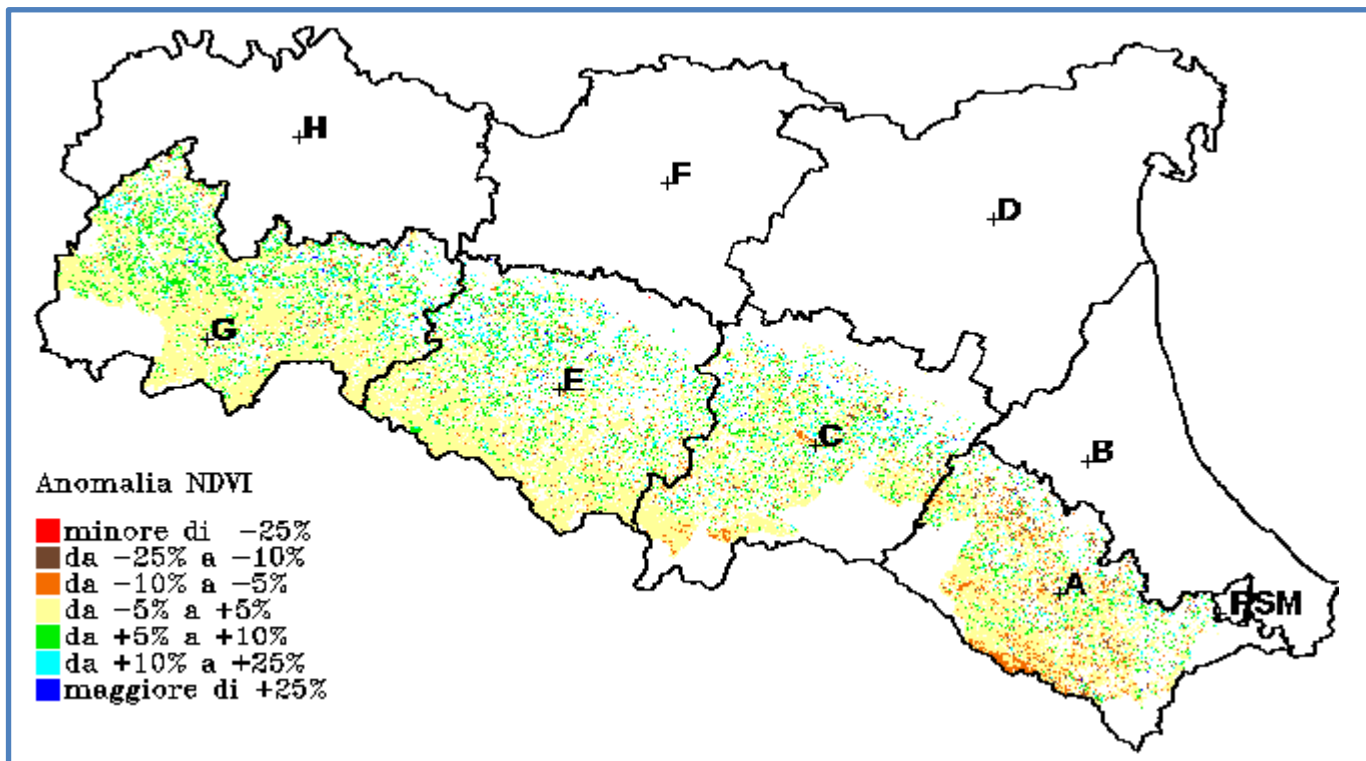 H
F
D
G
E
C
B
A
RSM
Anomalia NDVI
minore di -25%
da -25% a -10%
da -10% a -5%
da -5% a +5%
da +5% a +10%
da +10% a +25%
maggiore di +25%